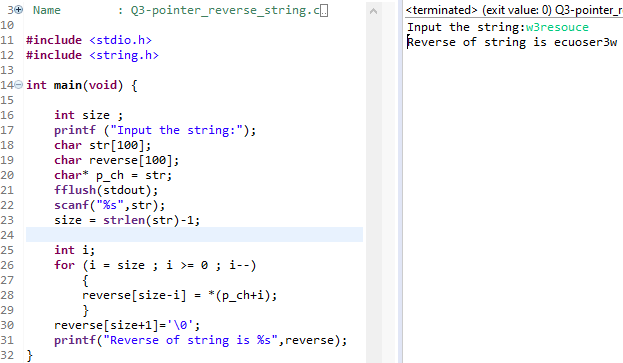 3 Name : Q3-pointer_reverse_string.c
10
11 #include <stdio.h>
12 #include <string.h>
13
14 int main(void) {
15
16 int size ;
17 printf ("Input the string:");
18 char str[100];
19 char reverse[100];
20 char* p_ch = str;
21 fflush(stdout);
22 scanf("%s",str);
23 size = strlen(str)-1;
24
25 int i;
26 for (i = size ; i >= 0 ; i--)
27 {
28 reverse[size-i] = *(p_ch+i);
29 }
30 reverse[size+1]='\0';
31 printf("Reverse of string is %s",reverse);
32 }
<terminated> (exit value: 0) Q3-pointer_r
Input the string:w3resouce
Reverse of string is ecuoser3w